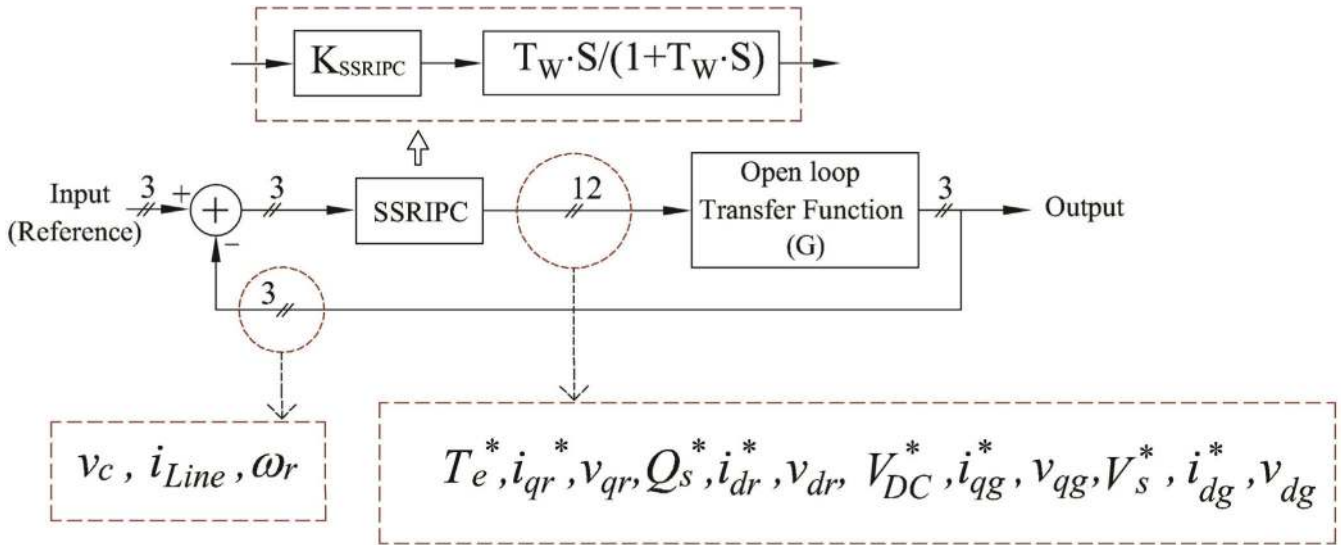 K_SSRIPC
T_W·S/(1+T_W·S)
Input
(Reference)
3
+
+
−
3
SSRIPC
12
Open loop
Transfer Function
(G)
3
Output
3
v_c , i_Line , ω_r
T_e^*, i_qr^*, v_qr, Q_s^*, i_dr^*, v_dr, V_DC^*, i_qg^*, v_qg, V_s^*, i_dg^*, v_dg